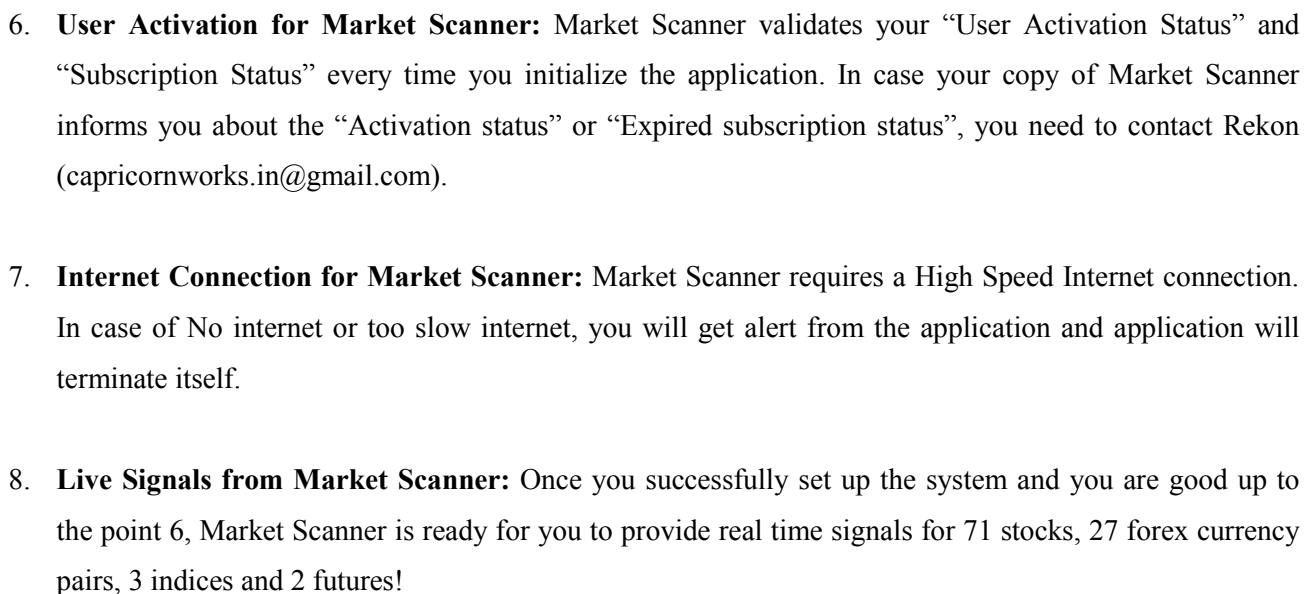 6. User Activation for Market Scanner: Market Scanner validates your “User Activation Status” and
“Subscription Status” every time you initialize the application. In case your copy of Market Scanner
informs you about the “Activation status” or “Expired subscription status”, you need to contact Rekon
(capricornworks.in@gmail.com).
7. Internet Connection for Market Scanner: Market Scanner requires a High Speed Internet connection.
In case of No internet or too slow internet, you will get alert from the application and application will
terminate itself.
8. Live Signals from Market Scanner: Once you successfully set up the system and you are good up to
the point 6, Market Scanner is ready for you to provide real time signals for 71 stocks, 27 forex currency
pairs, 3 indices and 2 futures!